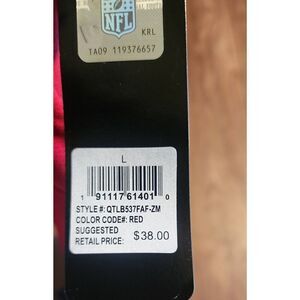 NFL
KRL
TA09 119376657
L
1 91117 61401 0
STYLE #: QTLB537FAF-ZM
COLOR CODE#: RED
SUGGESTED
RETAIL PRICE: $38.00